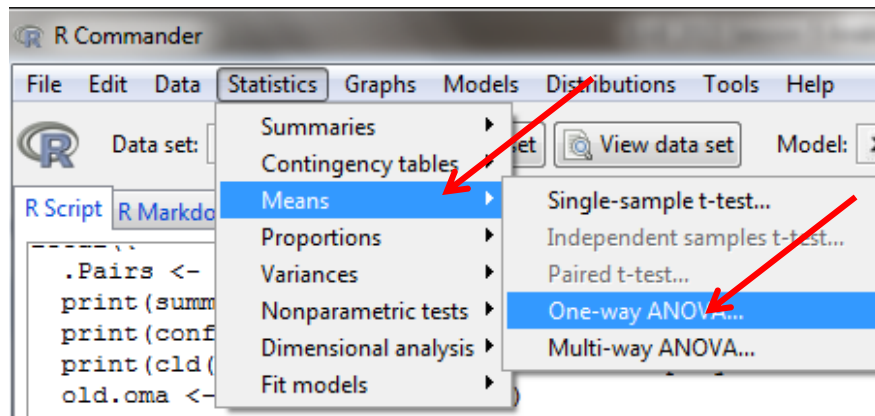 R Commander
File Edit Data Statistics Graphs Models Distributions Tools Help
R Data set: set View data set Model:
R Script R Markdo
.Pairs <-
print(summ
print(conf
print(cld(
old.oma <- )
Summaries
Contingency tables
Means
Proportions
Variances
Nonparametric tests
Dimensional analysis
Fit models
Single-sample t-test...
Independent samples t-test...
Paired t-test...
One-way ANOVA...
Multi-way ANOVA...